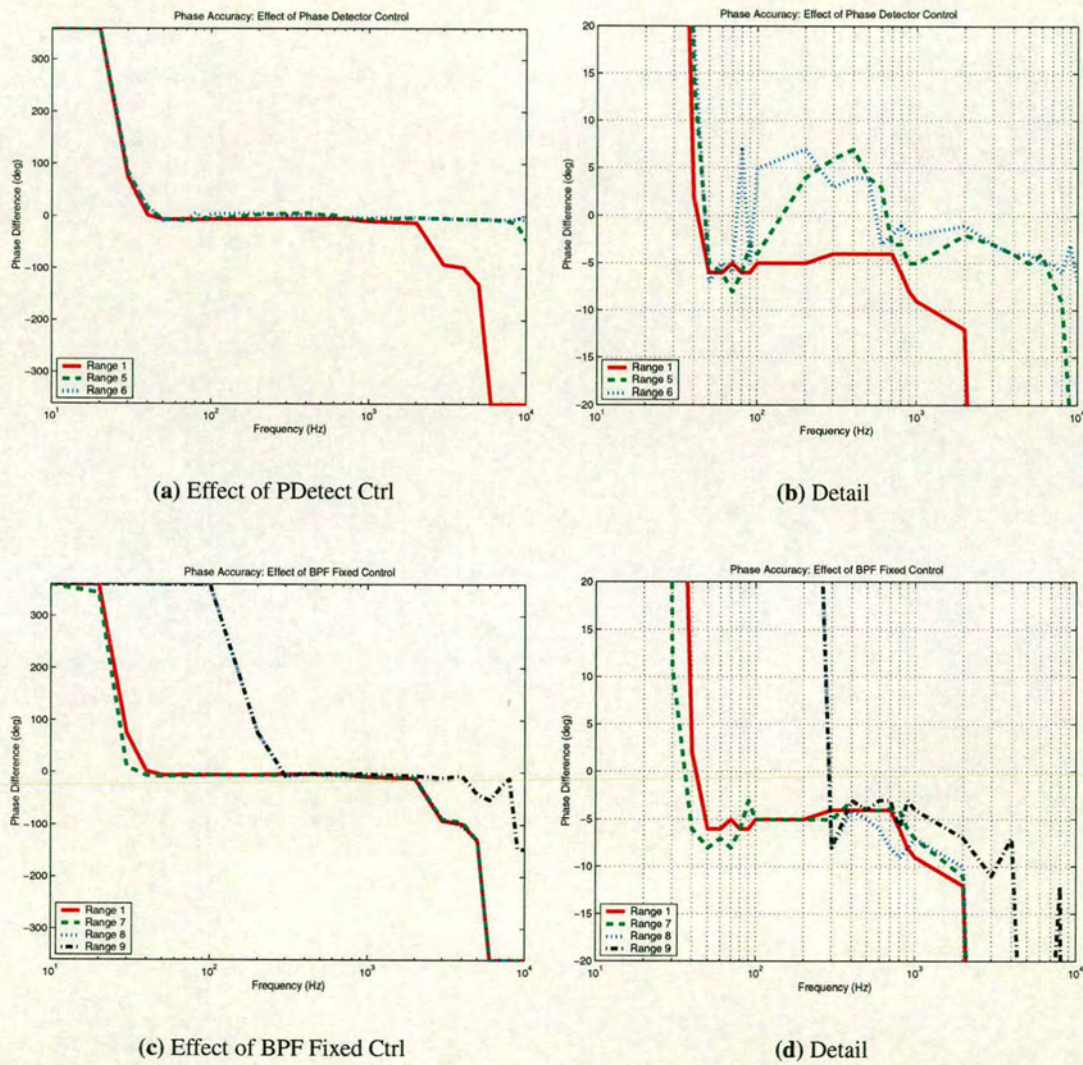 Phase Accuracy: Effect of Phase Detector Control
Phase Difference (deg)
300
200
100
0
−100
−200
−300
Range 1
Range 5
Range 6
10¹
10²
10³
10⁴
Frequency (Hz)
(a) Effect of PDetect Ctrl
Phase Accuracy: Effect of Phase Detector Control
Phase Difference (deg)
20
15
10
5
0
−5
−10
−15
−20
Range 1
Range 5
Range 6
10¹
10²
10³
10⁴
Frequency (Hz)
(b) Detail
Phase Accuracy: Effect of BPF Fixed Control
Phase Difference (deg)
300
200
100
0
−100
−200
−300
Range 1
Range 7
Range 8
Range 9
10¹
10²
10³
10⁴
Frequency (Hz)
(c) Effect of BPF Fixed Ctrl
Phase Accuracy: Effect of BPF Fixed Control
Phase Difference (deg)
20
15
10
5
0
−5
−10
−15
−20
Range 1
Range 7
Range 8
Range 9
10¹
10²
10³
10⁴
Frequency (Hz)
(d) Detail